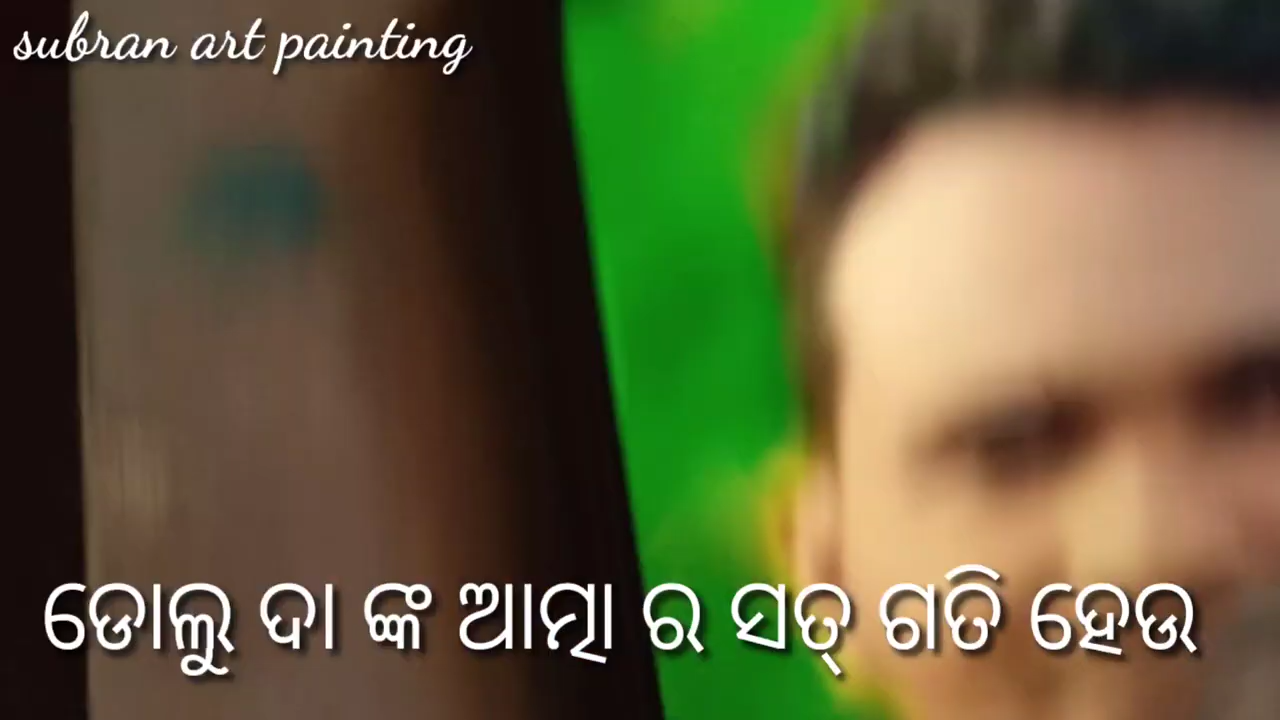 subran art painting
ଡୋଲୁ ଦା ଙ୍କ ଆତ୍ମା ର ସତ୍ ଗତି ହେଉ